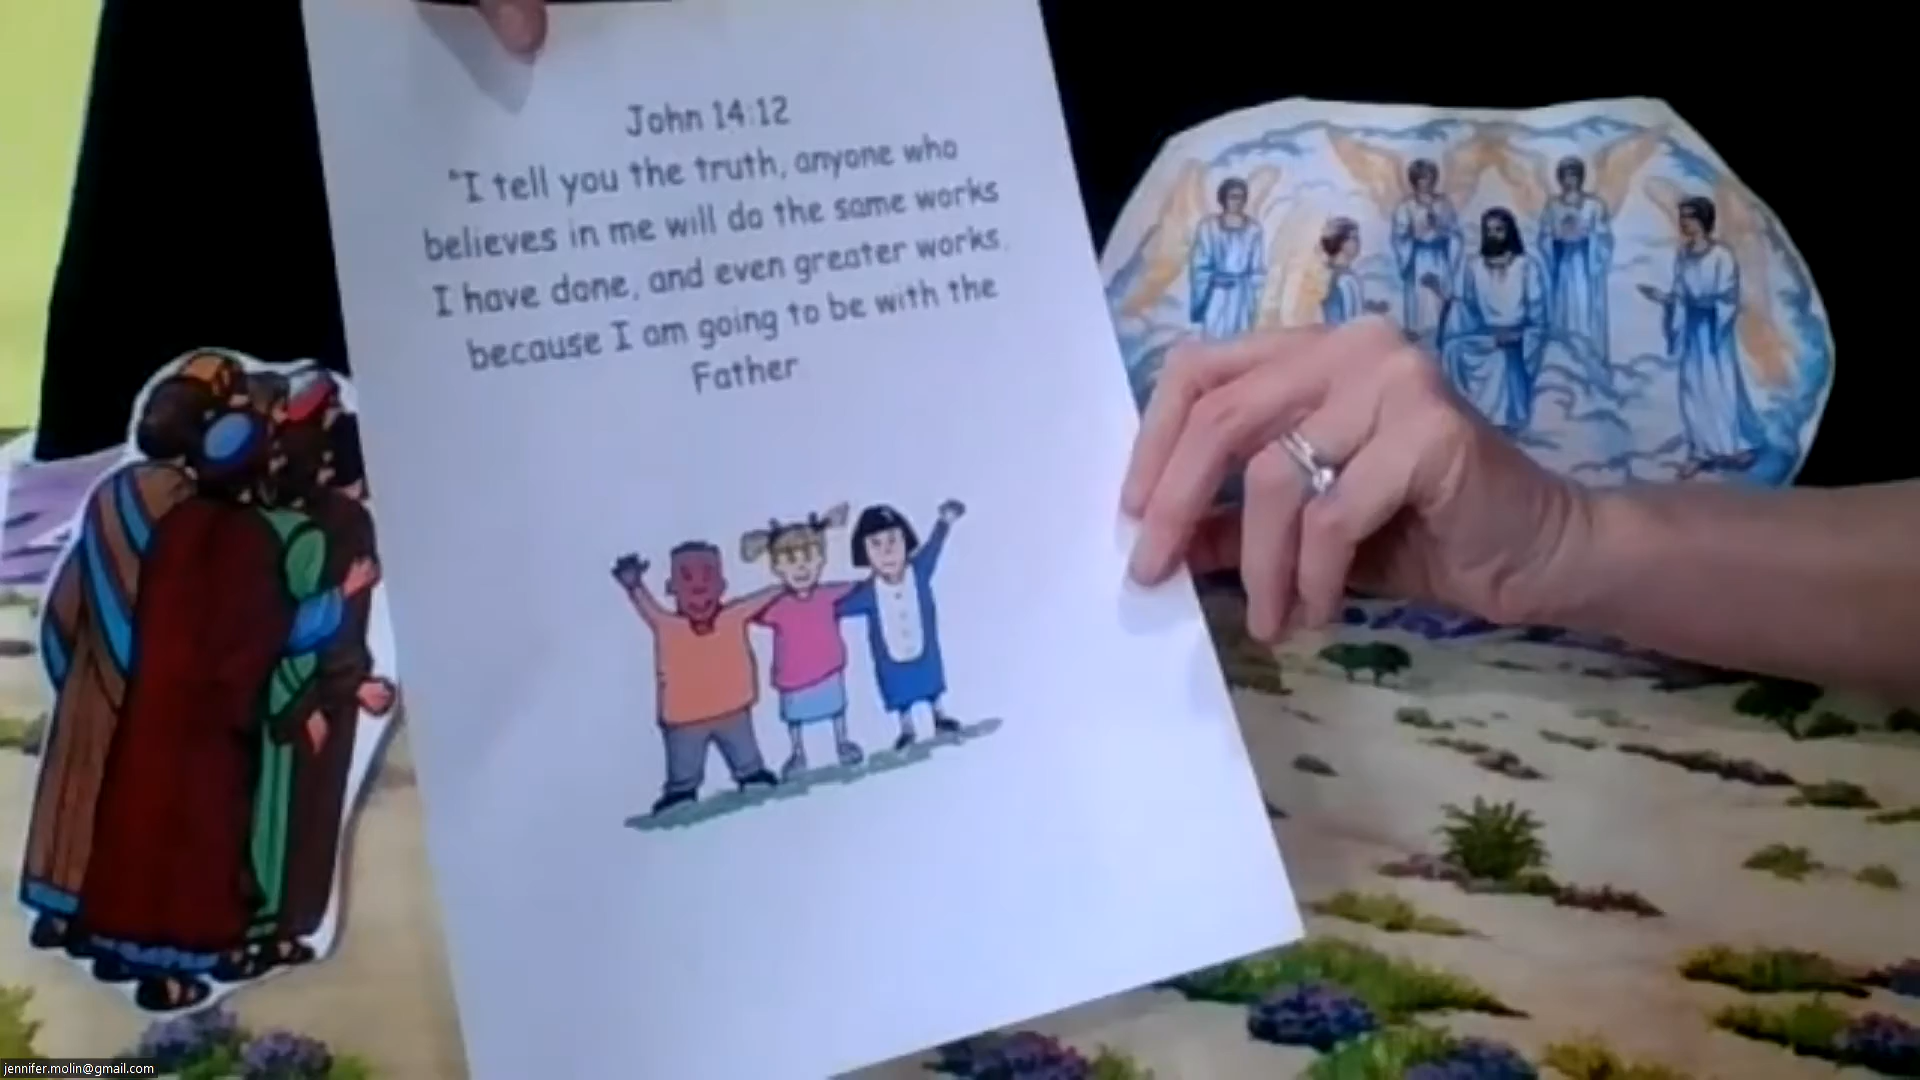 John 14:12
"I tell you the truth, anyone who
believes in me will do the same works
I have done, and even greater works,
because I am going to be with the
Father
jennifer.molin@gmail.com